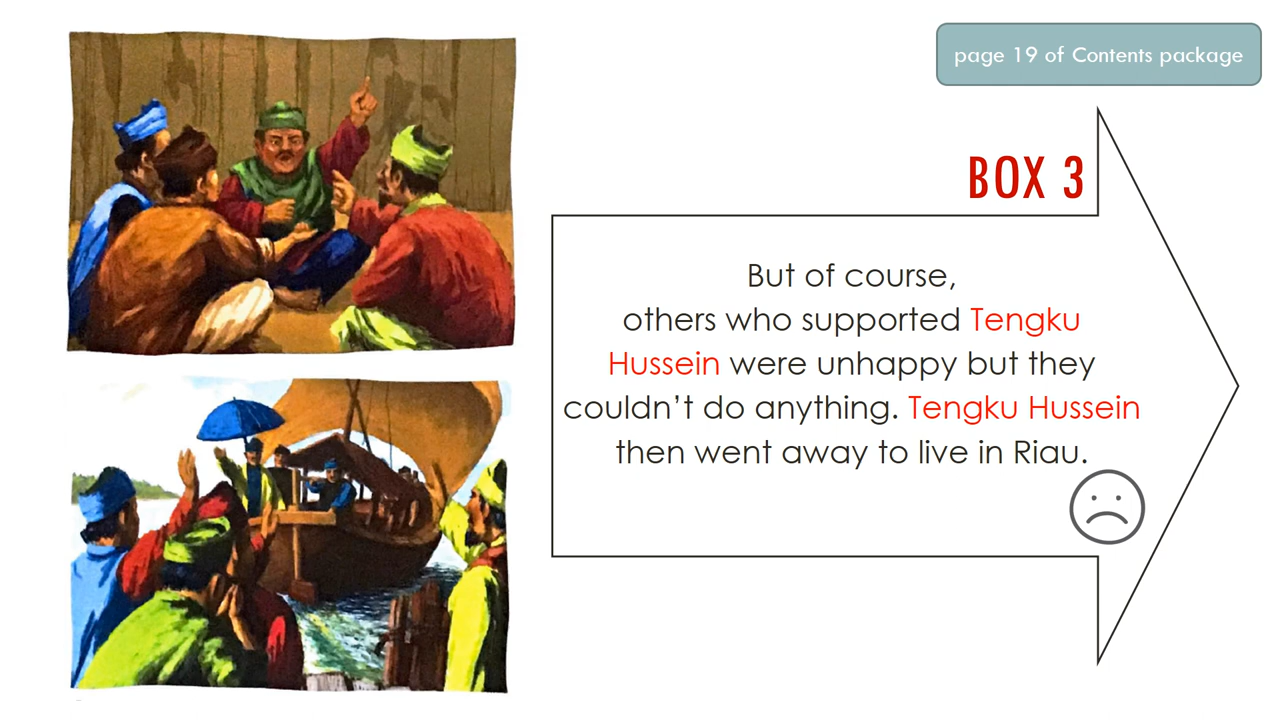 page 19 of Contents package
BOX 3
But of course,
others who supported Tengku
Hussein were unhappy but they
couldn’t do anything. Tengku Hussein
then went away to live in Riau.